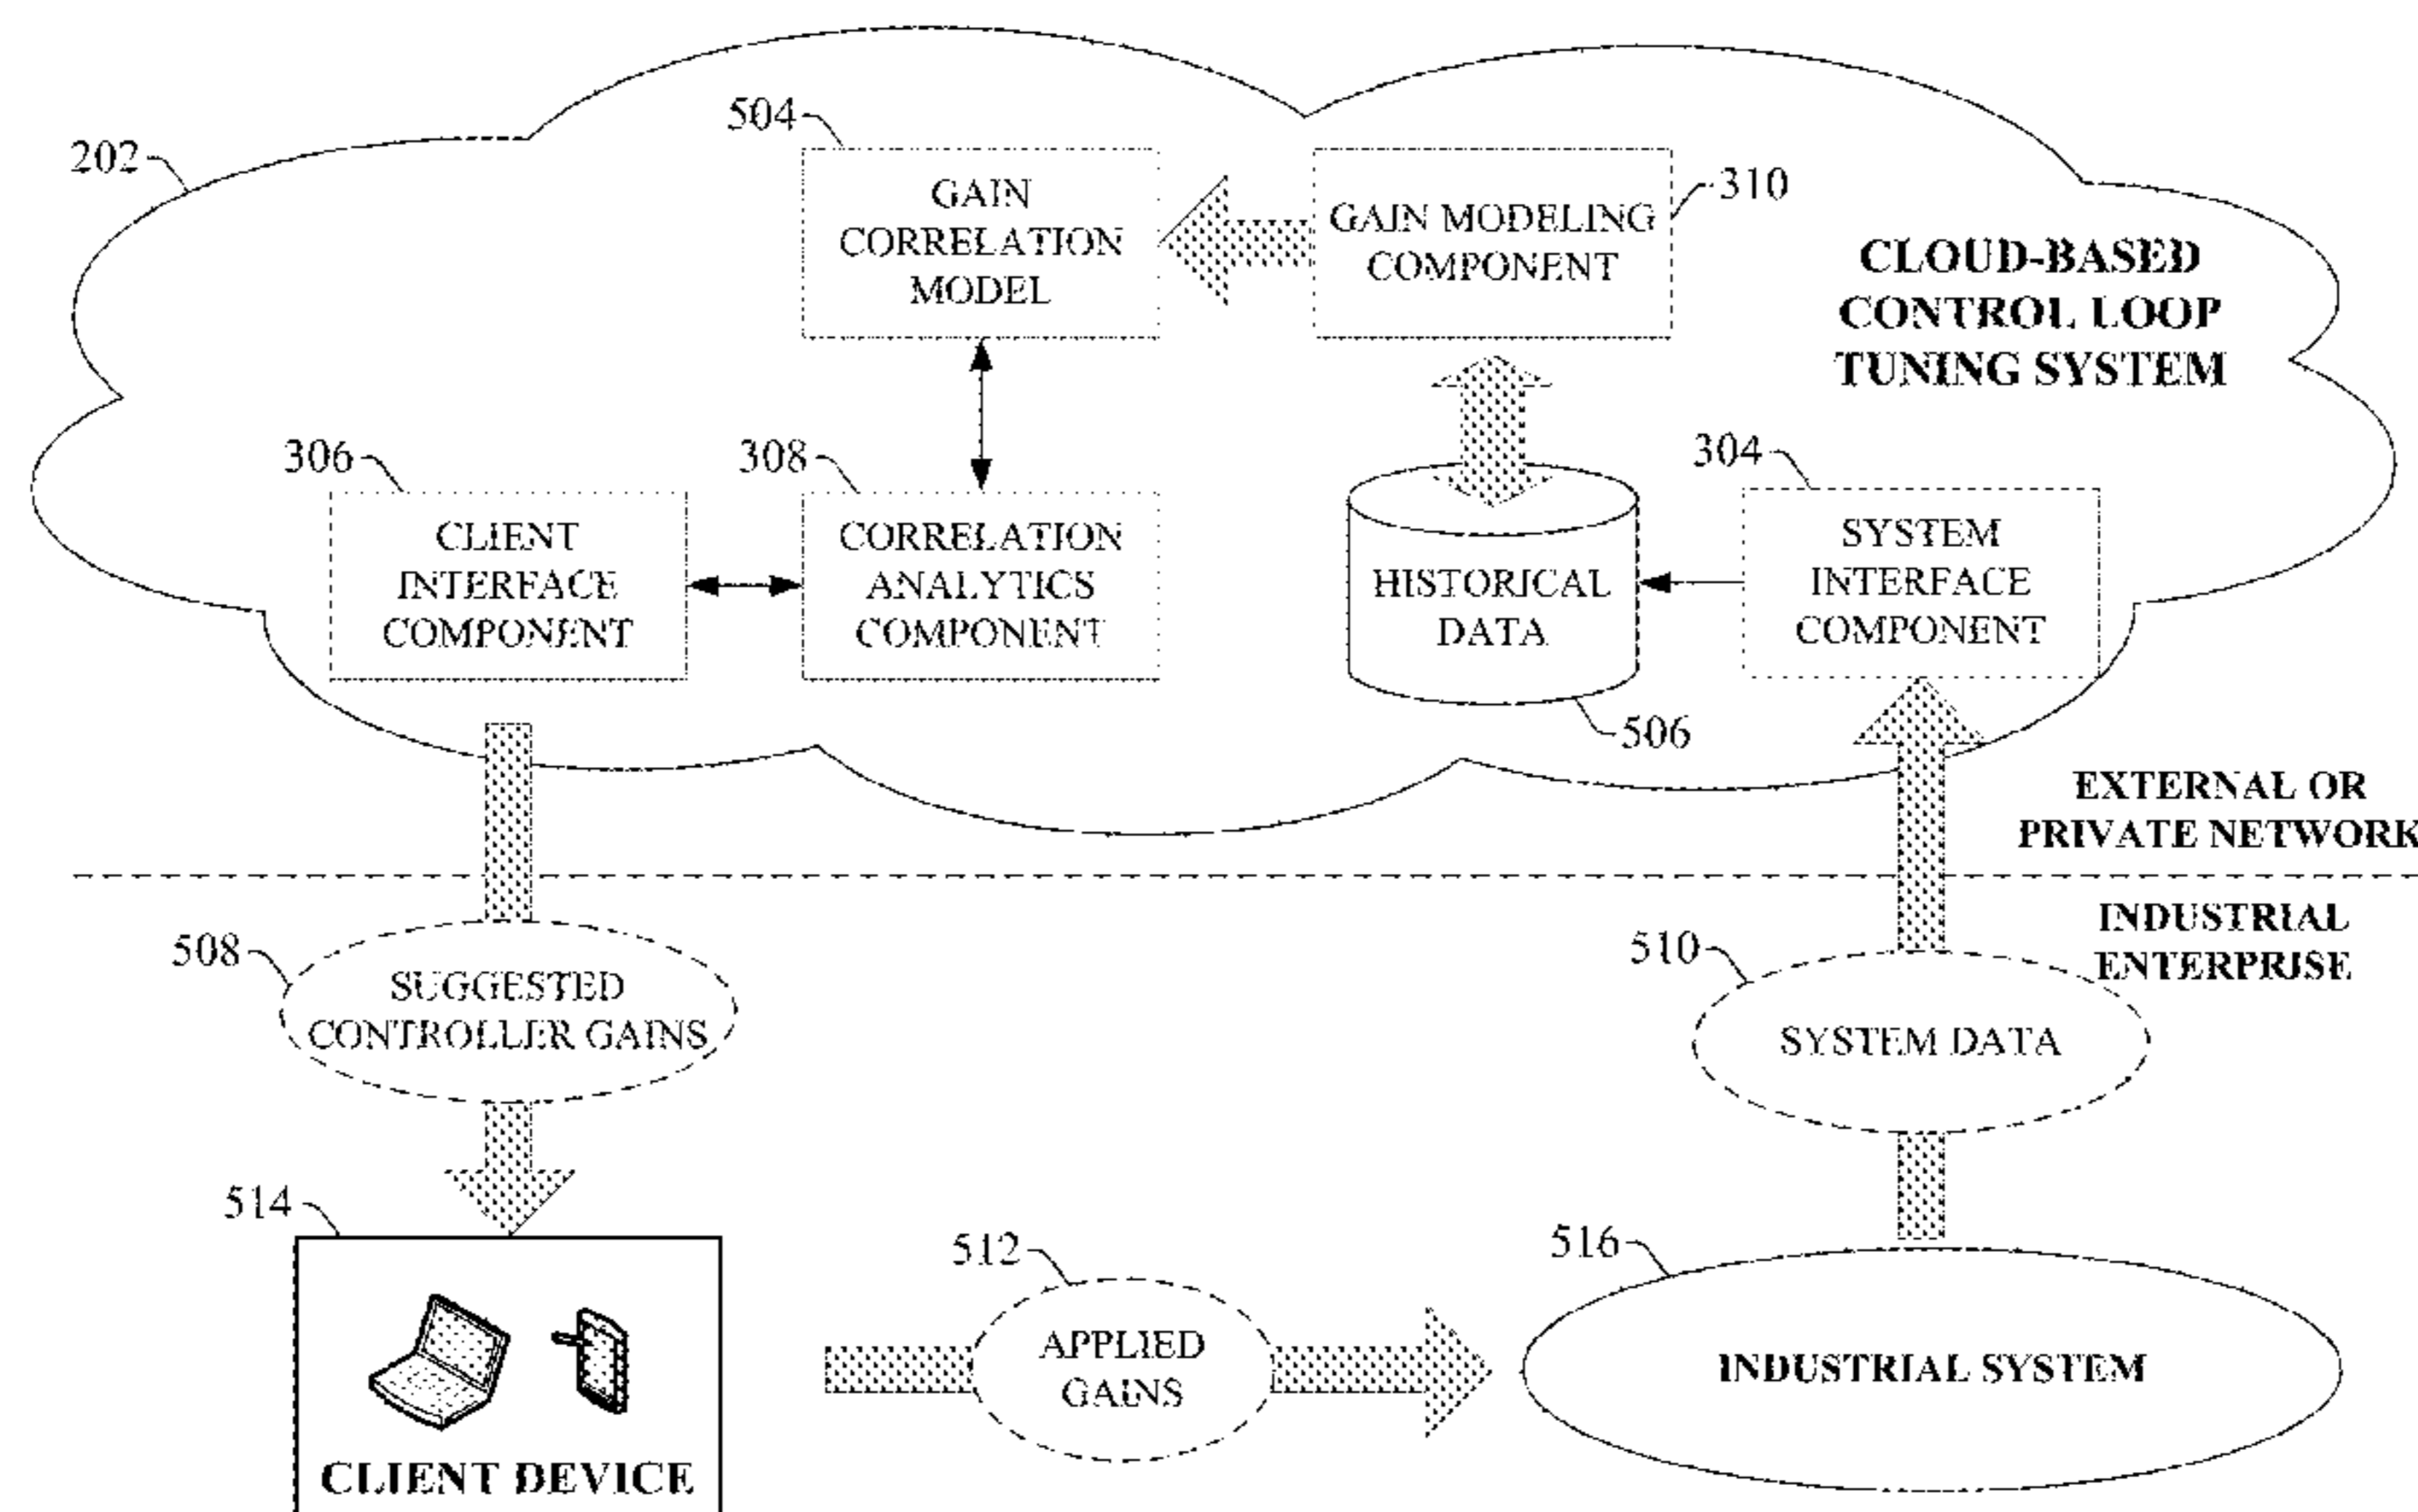 504
202
GAIN
CORRELATION
MODEL
GAIN MODELING
COMPONENT
310
CLOUD-BASED
CONTROL LOOP
TUNING SYSTEM
306
308
304
CLIENT
INTERFACE
COMPONENT
CORRELATION
ANALYTICS
COMPONENT
HISTORICAL
DATA
SYSTEM
INTERFACE
COMPONENT
506
EXTERNAL OR
PRIVATE NETWORK
INDUSTRIAL
ENTERPRISE
508
SUGGESTED
CONTROLLER GAINS
510
SYSTEM DATA
514
CLIENT DEVICE
512
APPLIED
GAINS
516
INDUSTRIAL SYSTEM